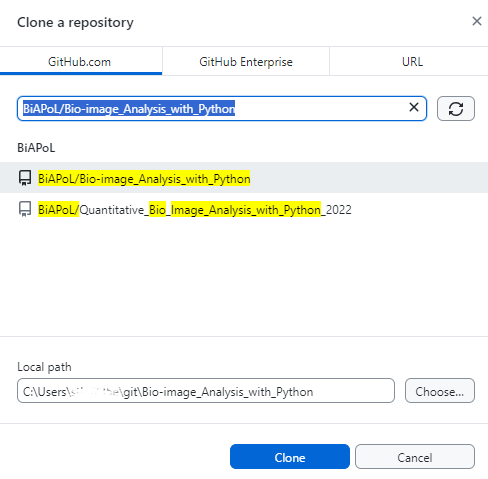 Clone a repository
GitHub.com
GitHub Enterprise
URL
BiAPoL/Bio-image_Analysis_with_Python
BiAPoL
BiAPoL/Bio-image_Analysis_with_Python
BiAPoL/Quantitative_Bio_Image_Analysis_with_Python_2022
Local path
C:\Users\ \git\Bio-image_Analysis_with_Python
Choose...
Clone
Cancel